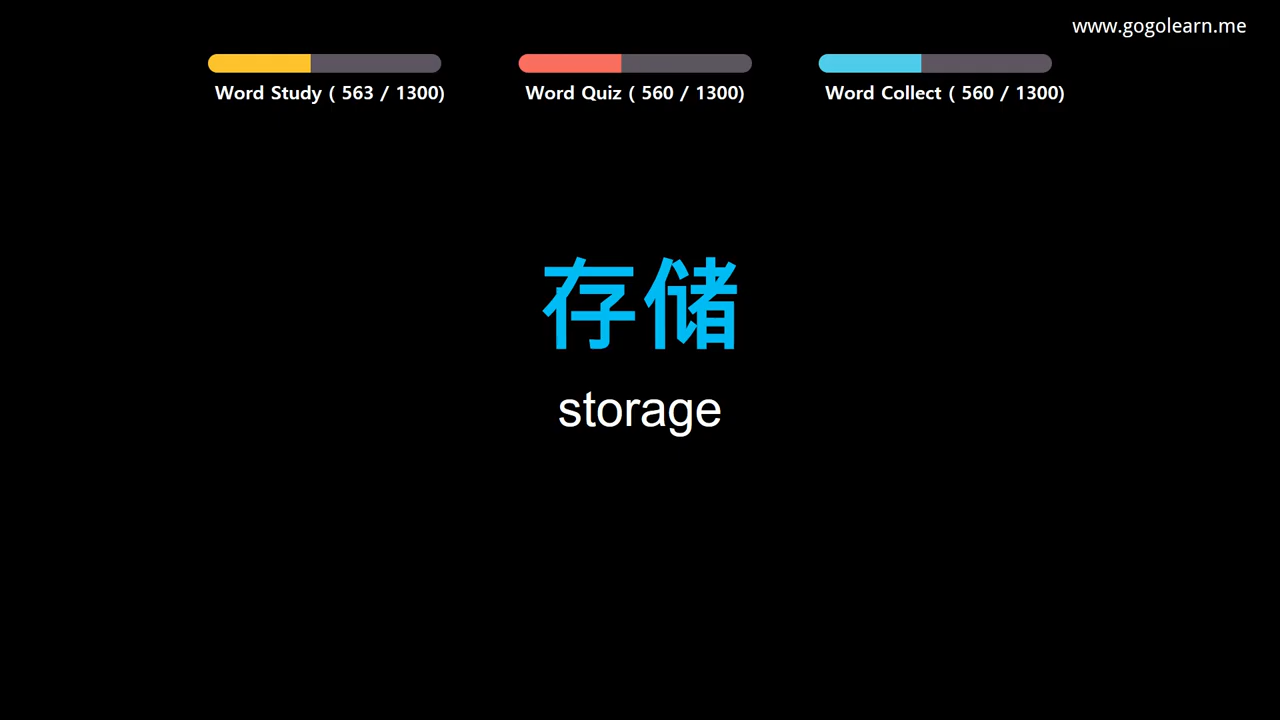 www.gogolearn.me
Word Study ( 563 / 1300)
Word Quiz ( 560 / 1300)
Word Collect ( 560 / 1300)
存储
storage